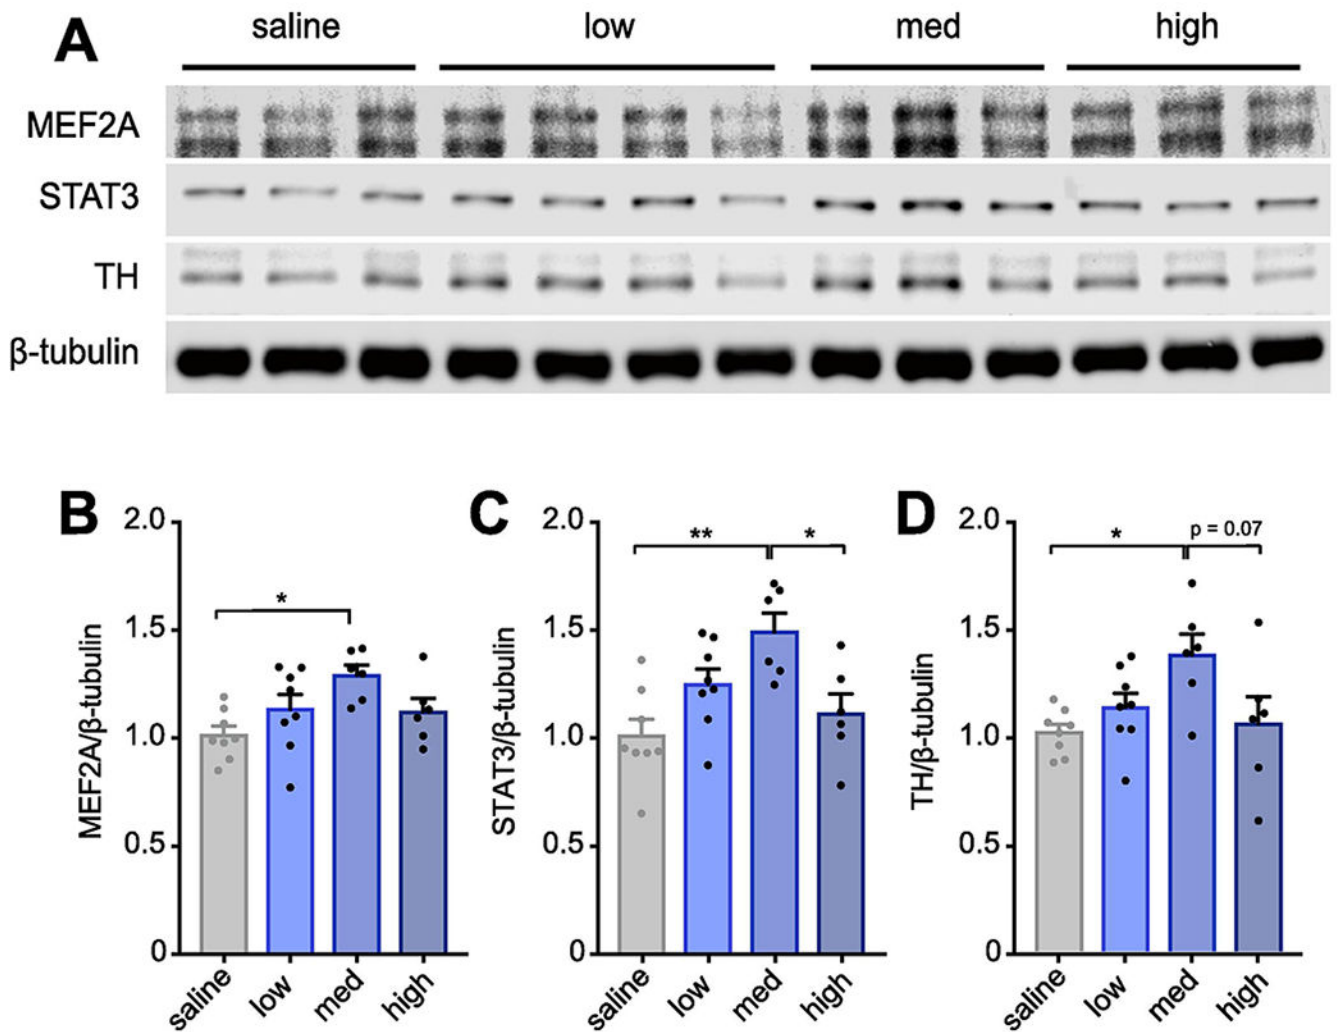 A
saline low med high
MEF2A
STAT3
TH
β-tubulin
B
MEF2A/β-tubulin
2.0
1.5
1.0
0.5
0
*
saline low med high
C
STAT3/β-tubulin
2.0
1.5
1.0
0.5
0
** *
saline low med high
D
TH/β-tubulin
2.0
1.5
1.0
0.5
0
* p = 0.07
saline low med high